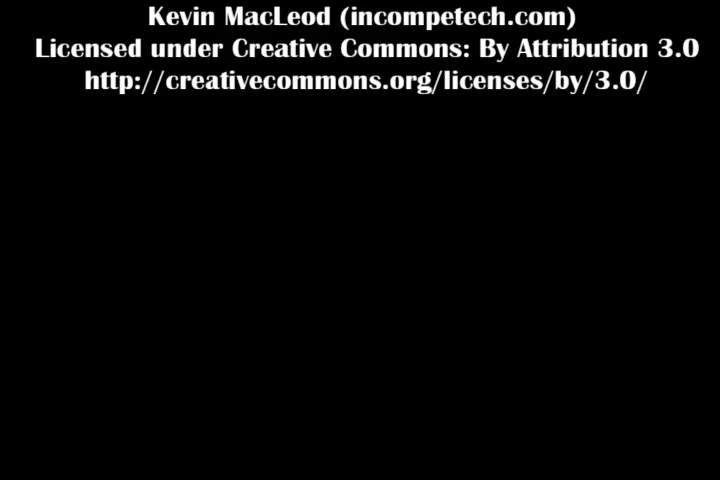 Kevin MacLeod (incompetech.com)
Licensed under Creative Commons: By Attribution 3.0
http://creativecommons.org/licenses/by/3.0/